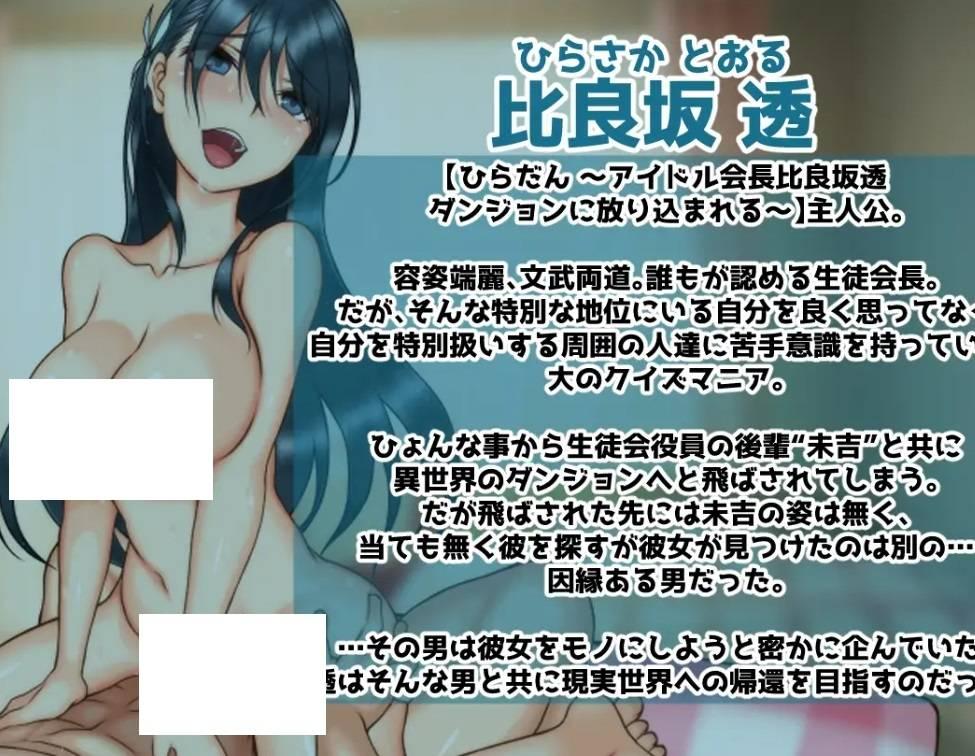 ひらさか とおる
比良坂 透
【ひらだん ～アイドル会長比良坂透
ダンジョンに放り込まれる～】主人公。
容姿端麗、文武両道。誰もが認める生徒会長。
だが、そんな特別な地位にいる自分を良く思ってなく
自分を特別扱いする周囲の人達に苦手意識を持ってい
大のクイズマニア。
ひょんな事から生徒会役員の後輩“未吉”と共に
異世界のダンジョンへと飛ばされてしまう。
だが飛ばされた先には未吉の姿は無く、
当ても無く彼を探すが彼女が見つけたのは別の…
因縁ある男だった。
…その男は彼女をモノにしようと密かに企んでいた
透はそんな男と共に現実世界への帰還を目指すのだっ